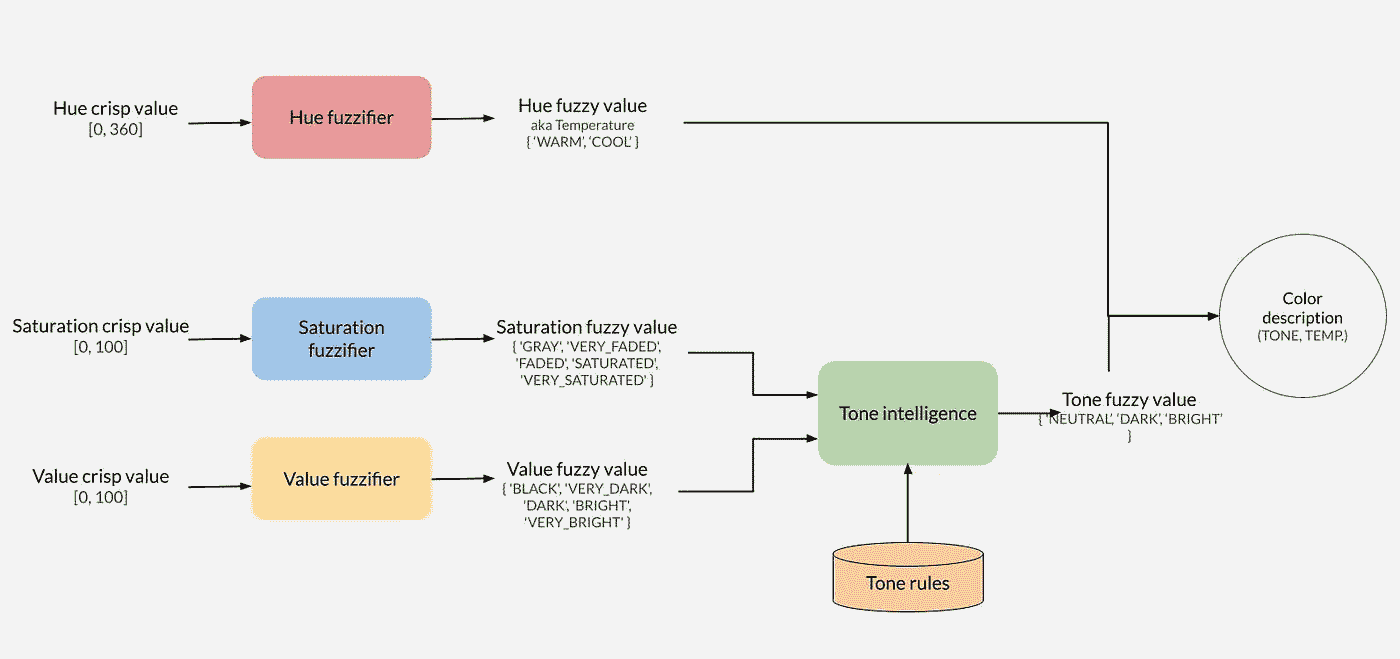 Hue crisp value
[0, 360]
Hue fuzzifier
Hue fuzzy value
aka Temperature
{ 'WARM', 'COOL' }
Saturation crisp value
[0, 100]
Saturation
fuzzifier
Saturation fuzzy value
{ 'GRAY', 'VERY_FADED',
'FADED', 'SATURATED',
'VERY_SATURATED' }
Value crisp value
[0, 100]
Value fuzzifier
Value fuzzy value
{ 'BLACK', 'VERY_DARK',
'DARK', 'BRIGHT',
'VERY_BRIGHT' }
Tone intelligence
Tone rules
Tone fuzzy value
{ 'NEUTRAL', 'DARK', 'BRIGHT'
}
Color
description
(TONE, TEMP.)